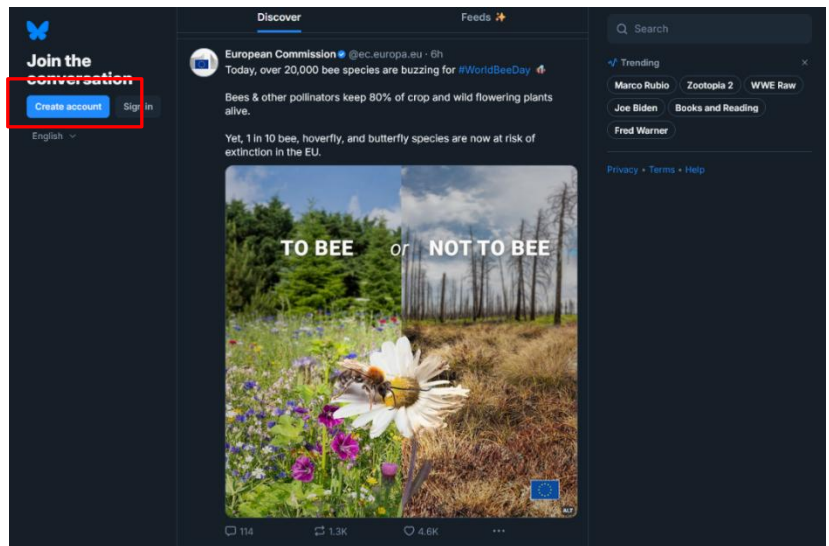 Join the
conversation
Create account
Sign in
English
Discover
Feeds ✨
European Commission @ec.europa.eu · 6h
Today, over 20,000 bee species are buzzing for #WorldBeeDay 🐝
Bees & other pollinators keep 80% of crop and wild flowering plants
alive.
Yet, 1 in 10 bee, hoverfly, and butterfly species are now at risk of
extinction in the EU.
TO BEE or NOT TO BEE
ALT
114
1.3K
4.6K
Search
Trending
Marco Rubio
Zootopia 2
WWE Raw
Joe Biden
Books and Reading
Fred Warner
Privacy • Terms • Help